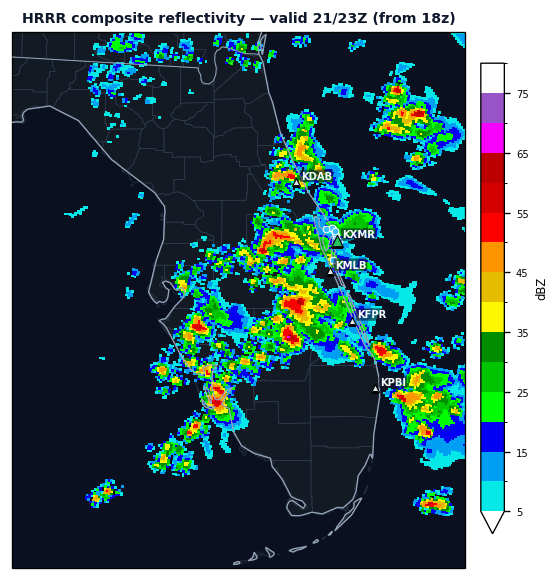 HRRR composite reflectivity — valid 21/23Z (from 18z)
75
65
KDAB
55
KXMR
KMLB
45
dBZ
KFPR
35
KPBI
25
15
5